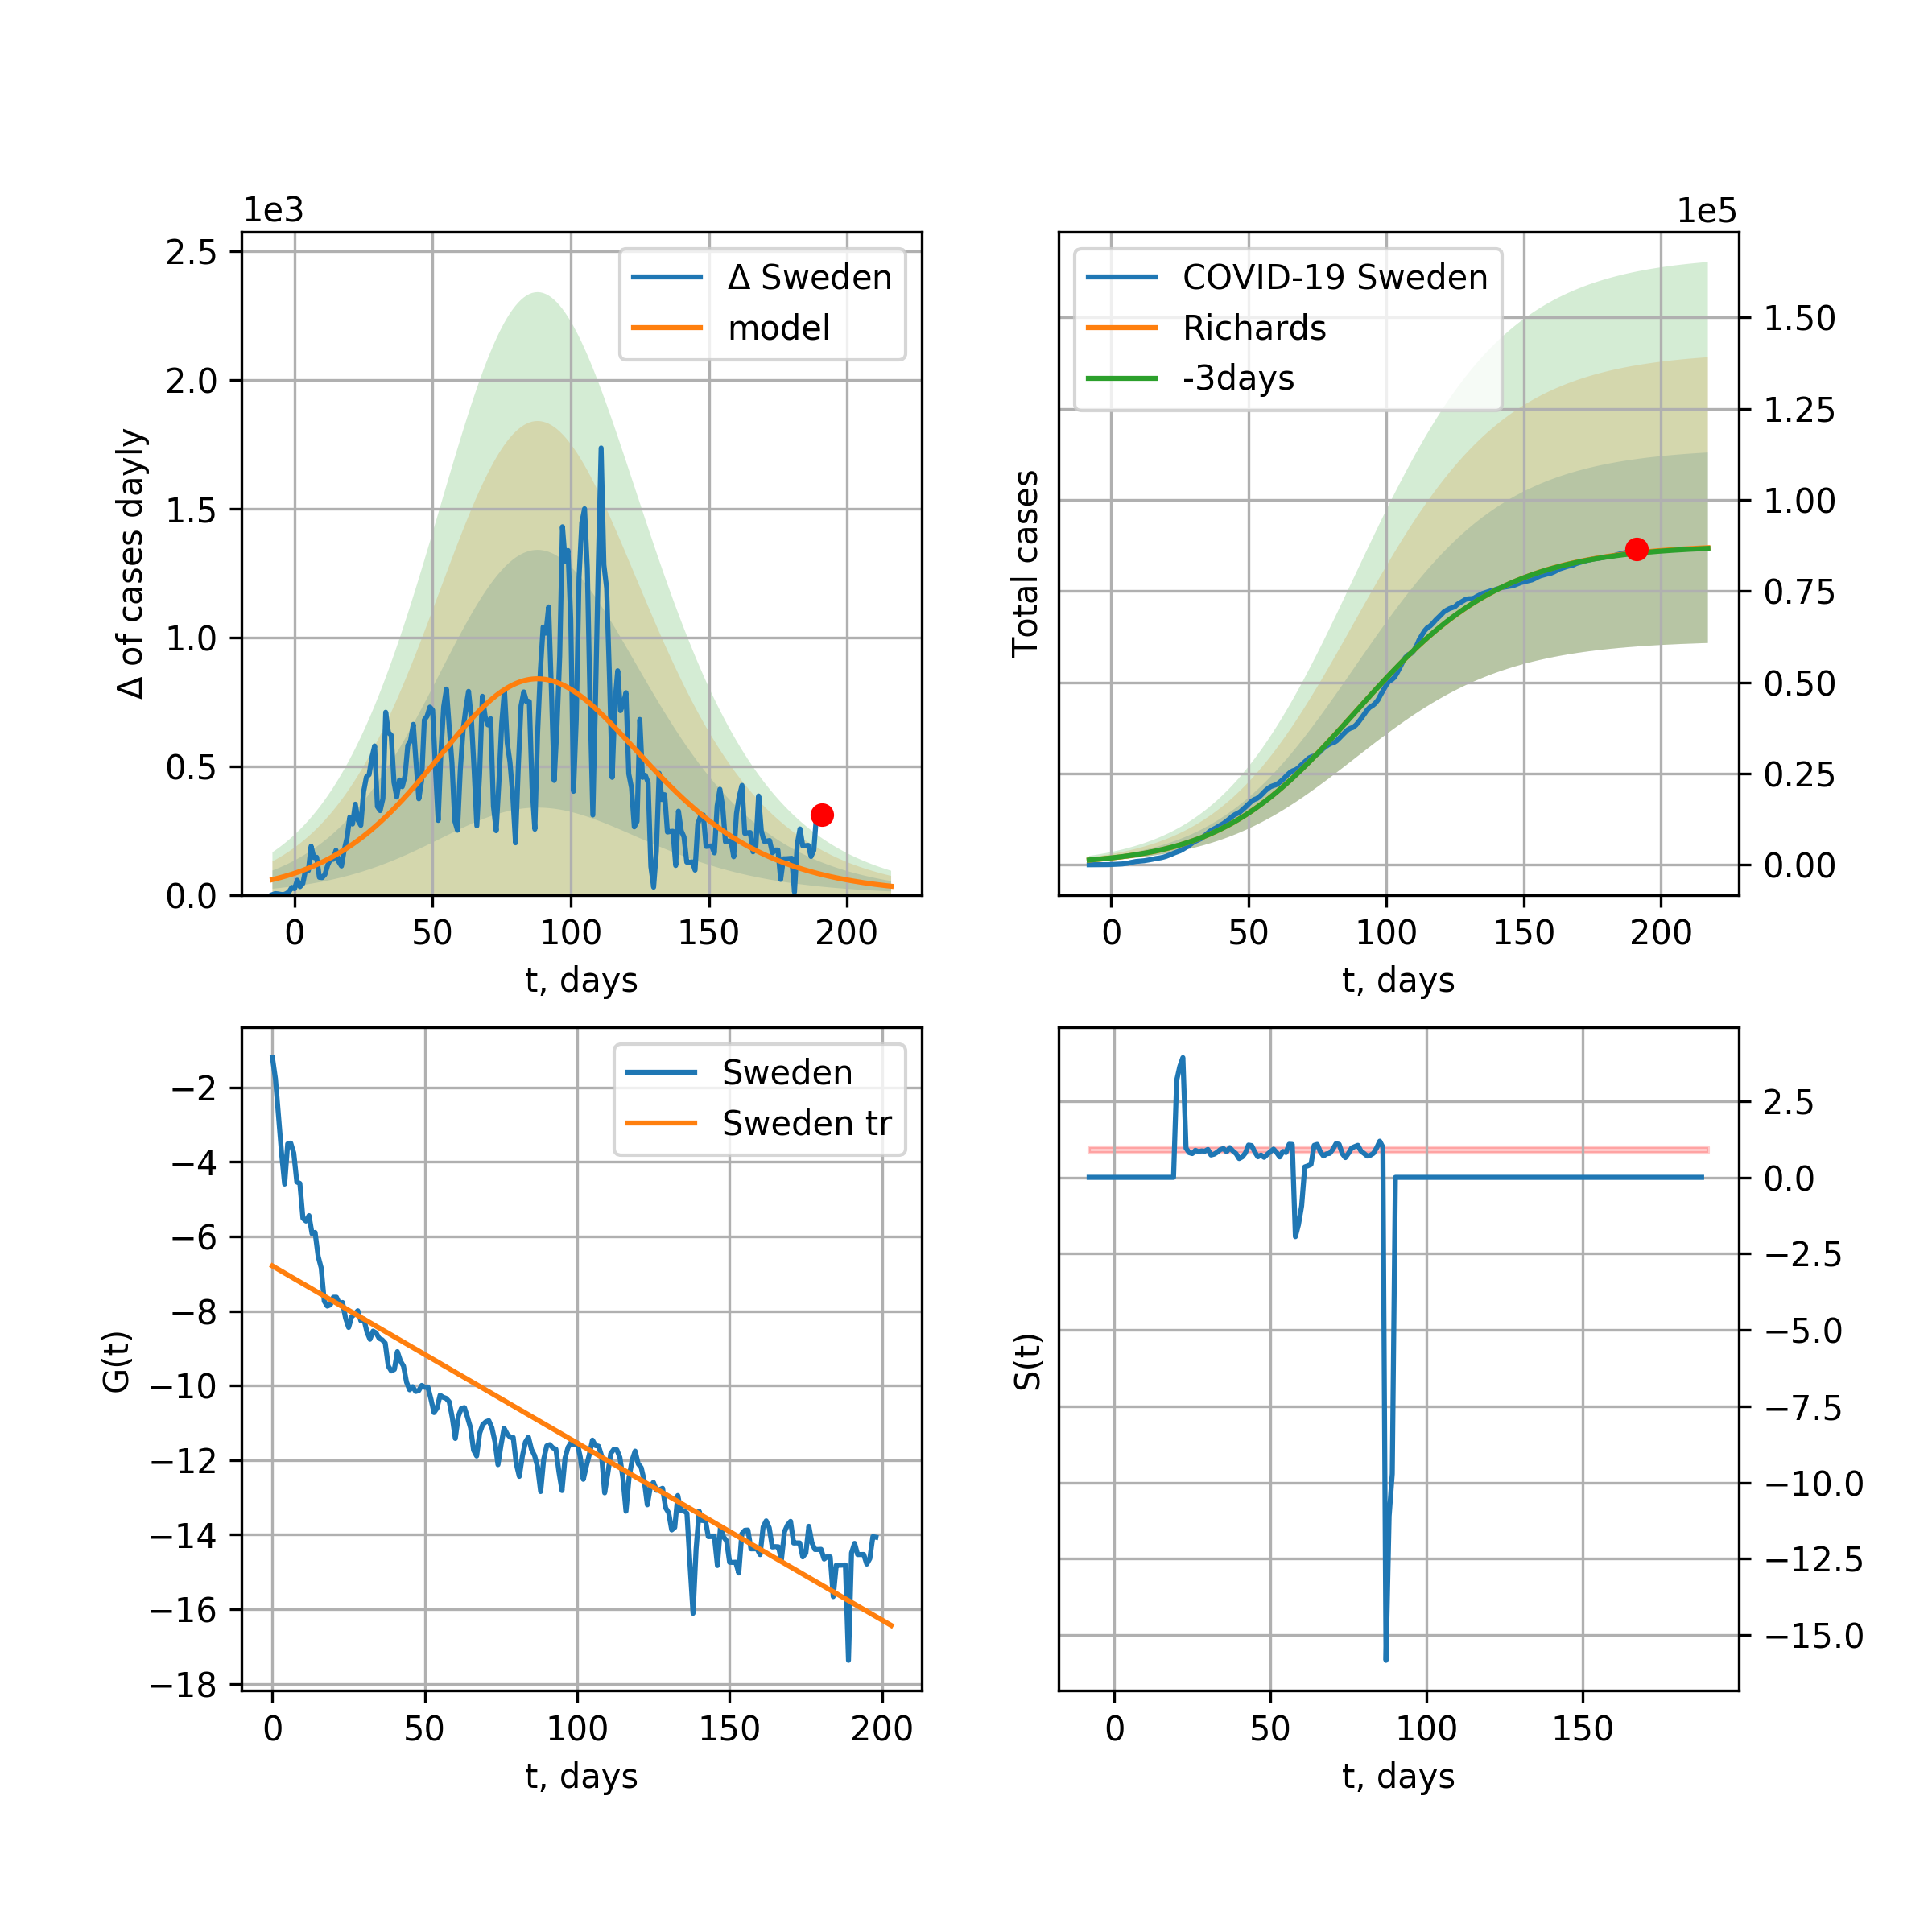 1e3
2.5
2.0
1.5
1.0
0.5
0.0
Δ of cases dayly
Δ Sweden
model
0 50 100 150 200
t, days
1e5
COVID-19 Sweden
Richards
-3days
Total cases
1.50
1.25
1.00
0.75
0.50
0.25
0.00
0 50 100 150 200
t, days
−2
−4
−6
−8
−10
−12
−14
−16
−18
G(t)
Sweden
Sweden tr
0 50 100 150 200
t, days
S(t)
2.5
0.0
−2.5
−5.0
−7.5
−10.0
−12.5
−15.0
0 50 100 150
t, days